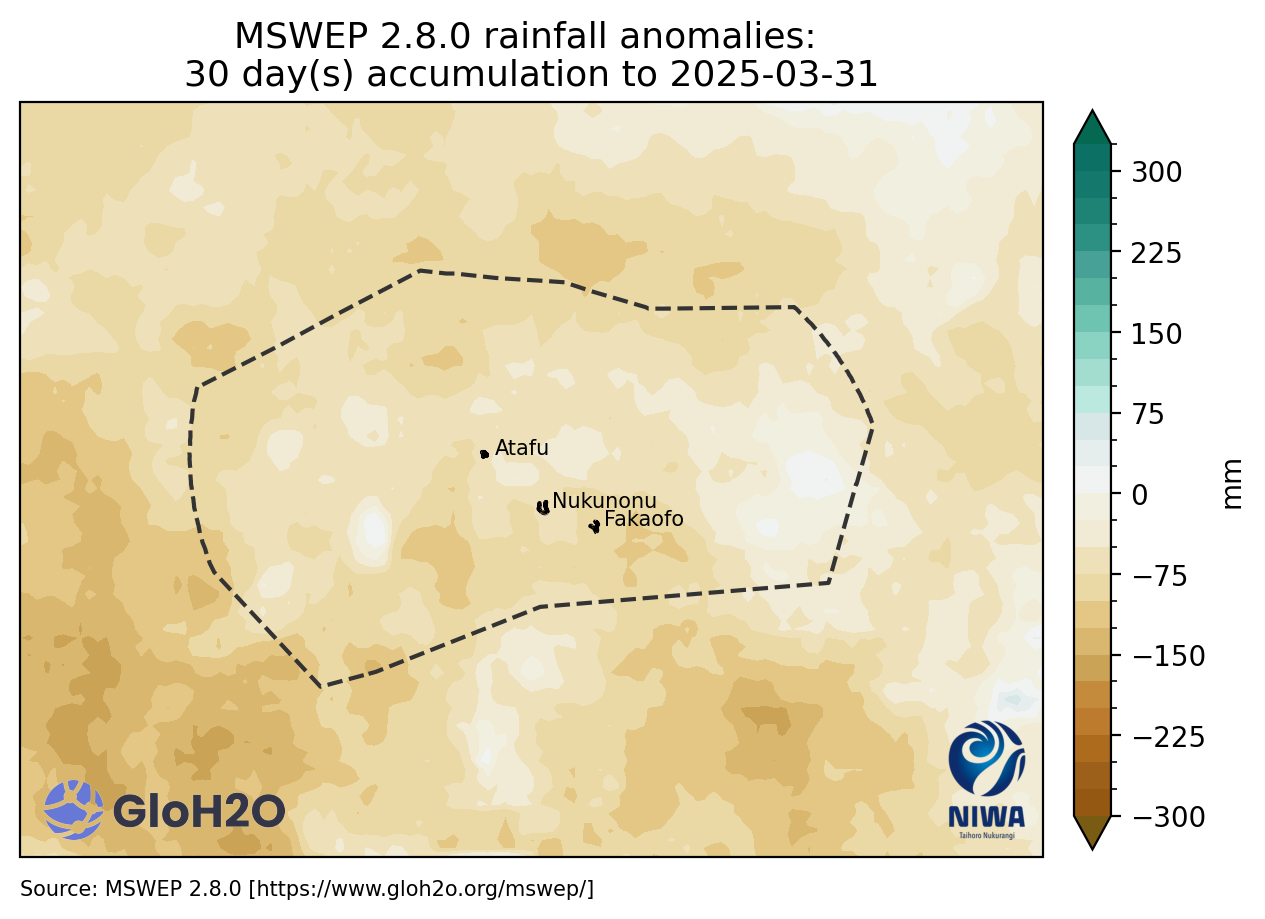 MSWEP 2.8.0 rainfall anomalies:
30 day(s) accumulation to 2025-03-31
300
225
150
75
0
−75
−150
−225
−300
mm
Atafu
Nukunonu
Fakaofo
GloH2O
NIWA
Taihoro Nukurangi
Source: MSWEP 2.8.0 [https://www.gloh2o.org/mswep/]